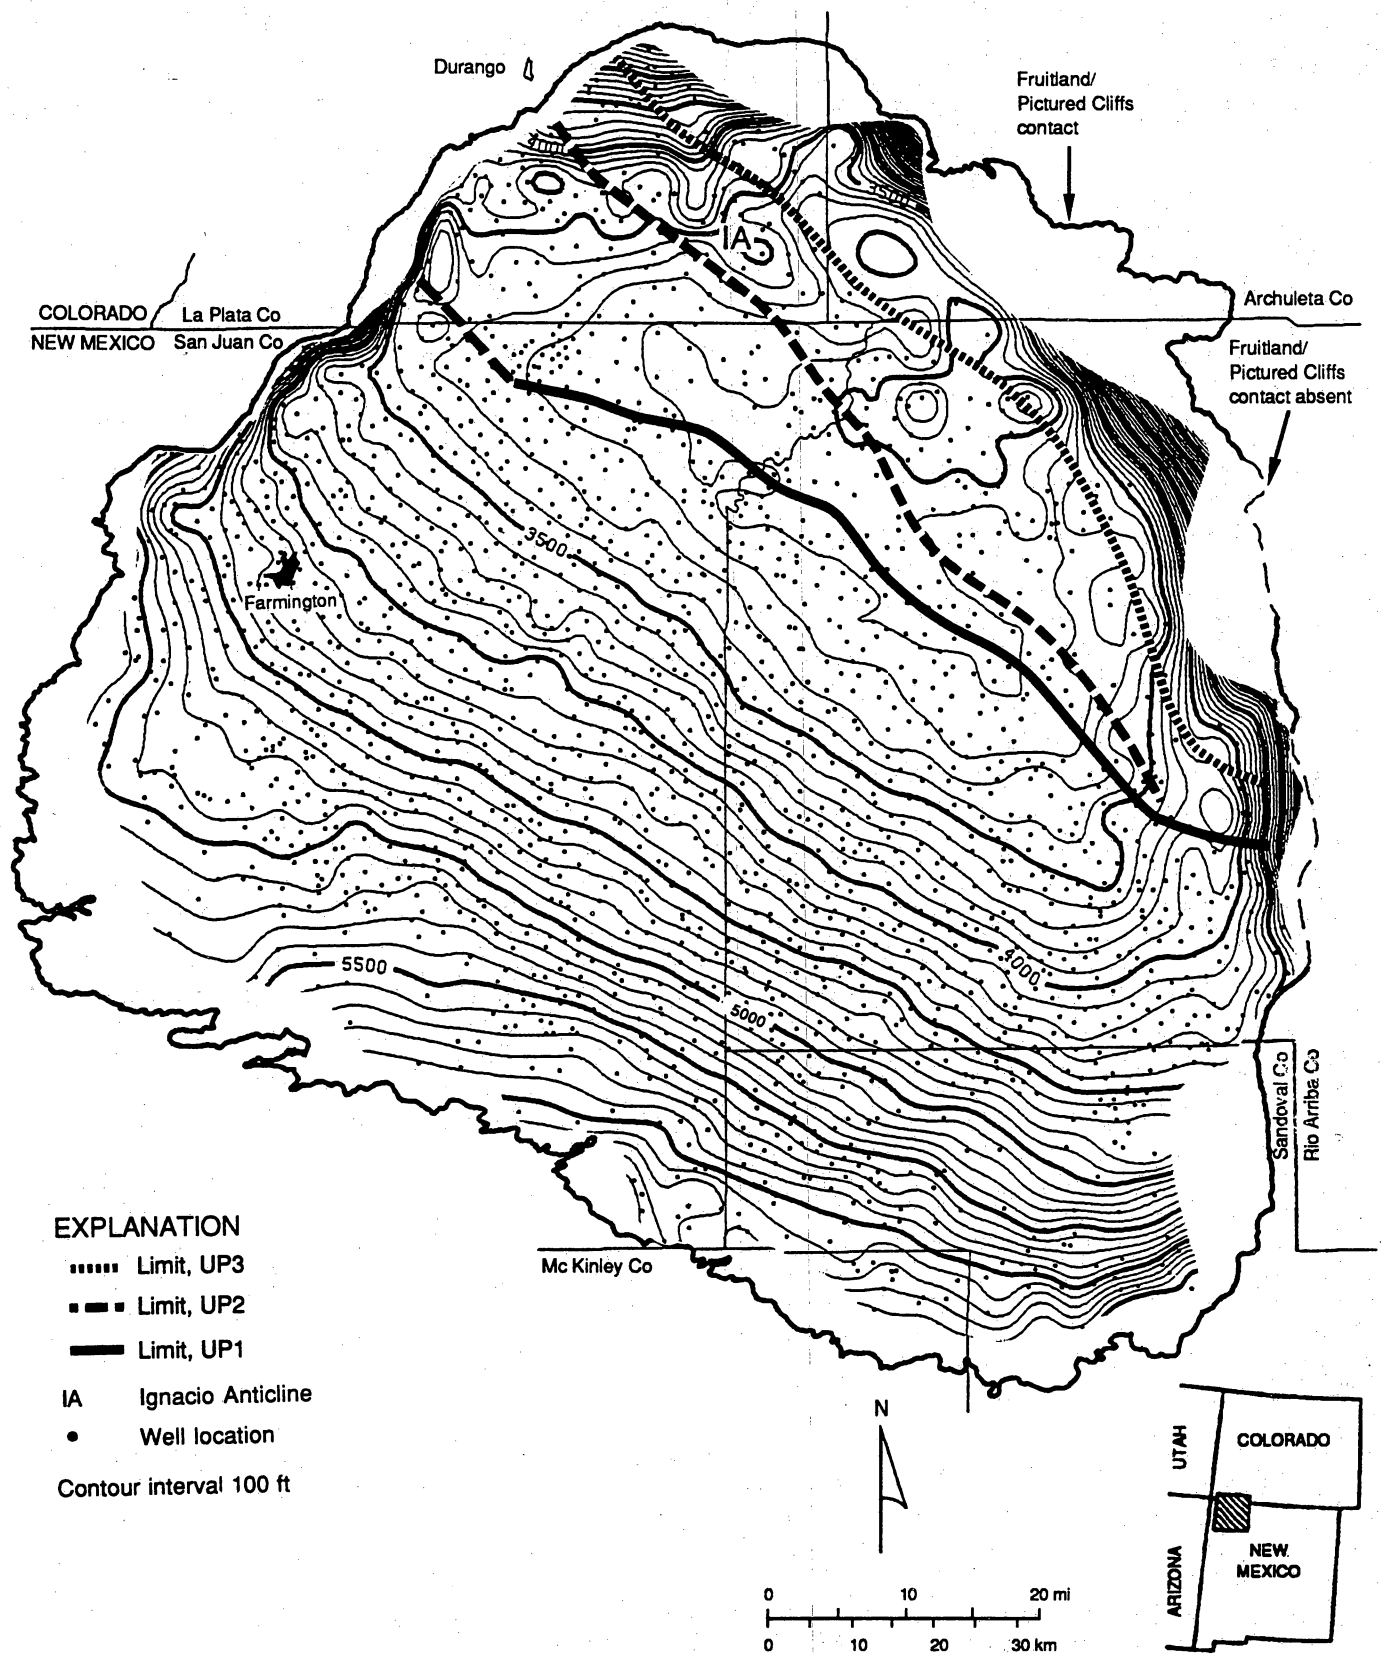 Durango
Fruitland/
Pictured Cliffs
contact
4000
3500
IA
COLORADO
La Plata Co
Archuleta Co
NEW MEXICO
San Juan Co
Fruitland/
Pictured Cliffs
contact absent
3500
Farmington
4000
5500
5000
Sandoval Co
Rio Arriba Co
Mc Kinley Co
EXPLANATION
Limit, UP3
Limit, UP2
Limit, UP1
IA Ignacio Anticline
Well location
Contour interval 100 ft
N
UTAH
COLORADO
ARIZONA
NEW
MEXICO
0 10 20 mi
0 10 20 30 km